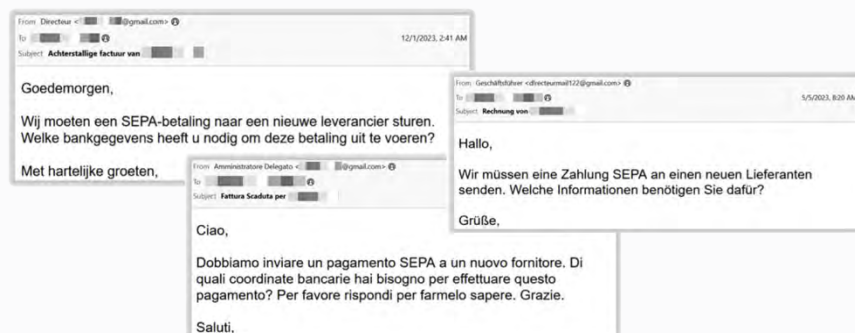 From Directeur < @gmail.com>
To
12/1/2023, 2:41 AM
Subject Achterstallige factuur van
Goedemorgen,
Wij moeten een SEPA-betaling naar een nieuwe leverancier sturen.
Welke bankgegevens heeft u nodig om deze betaling uit te voeren?
Met hartelijke groeten,
From Geschäftsführer <directeurmail122@gmail.com>
To
5/5/2023, 8:20 AM
Subject Rechnung von
Hallo,
Wir müssen eine Zahlung SEPA an einen neuen Lieferanten
senden. Welche Informationen benötigen Sie dafür?
Grüße,
From Amministratore Delegato < @gmail.com>
To
Subject Fattura Scaduta per
Ciao,
Dobbiamo inviare un pagamento SEPA a un nuovo fornitore. Di
quali coordinate bancarie hai bisogno per effettuare questo
pagamento? Per favore rispondi per farmelo sapere. Grazie.
Saluti,